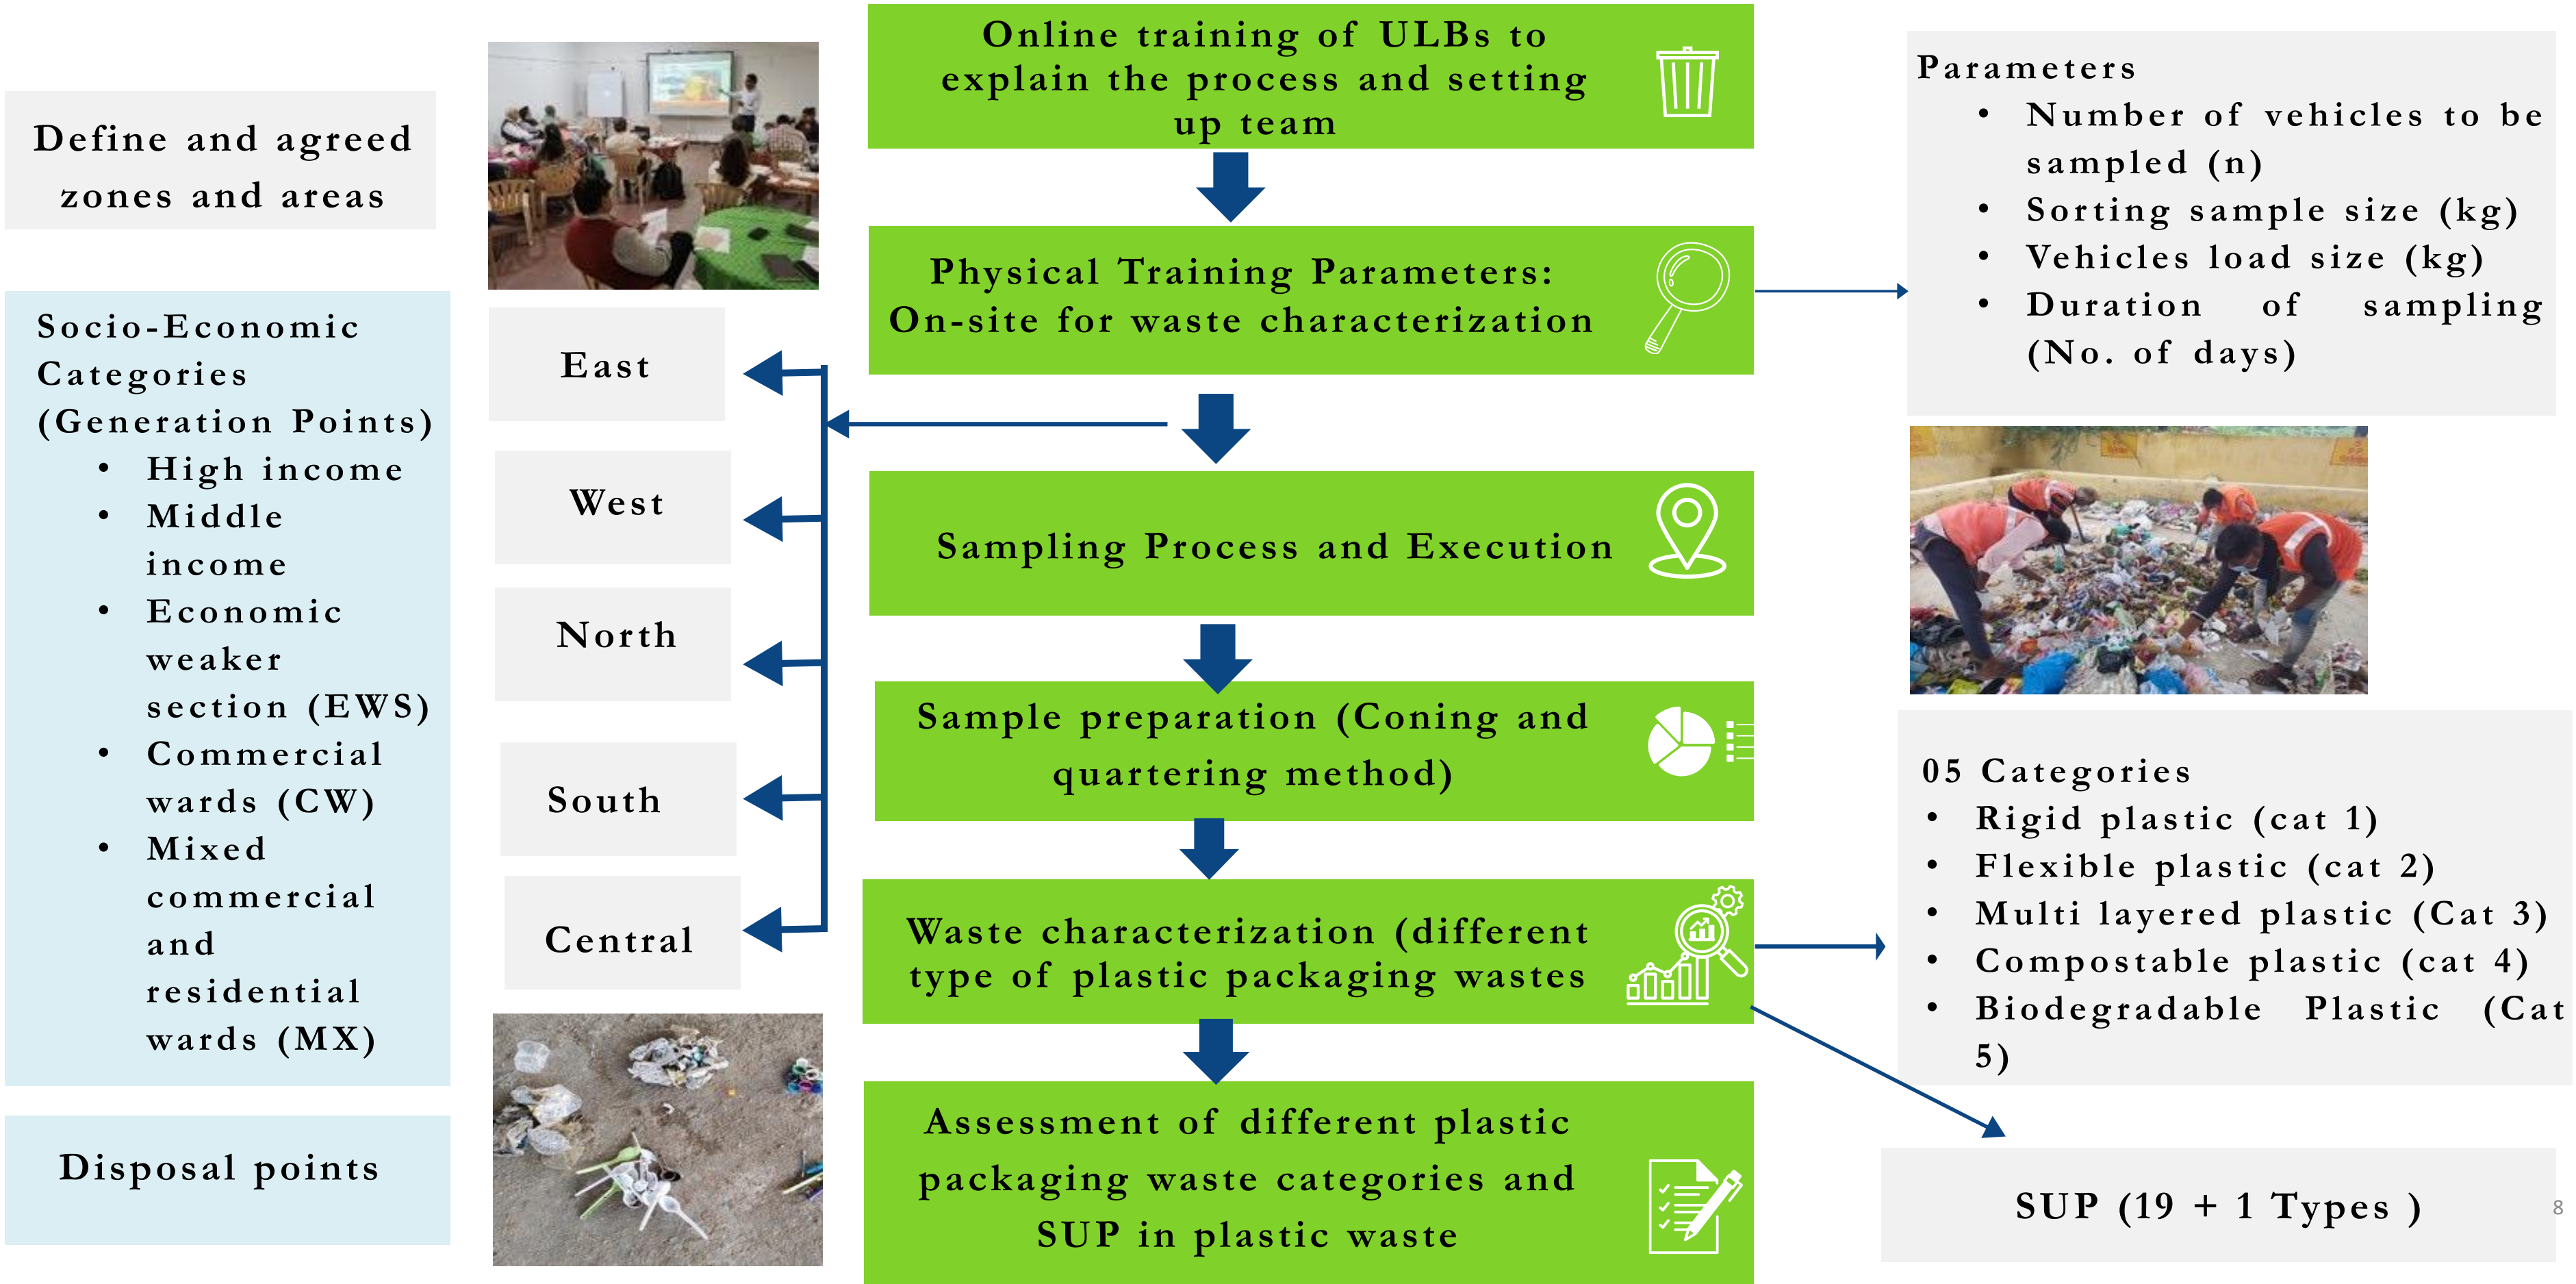 Define and agreed
zones and areas
Socio-Economic
Categories
(Generation Points)
• High income
• Middle
income
• Economic
weaker
section (EWS)
• Commercial
wards (CW)
• Mixed
commercial
and
residential
wards (MX)
Disposal points
East
West
North
South
Central
Online training of ULBs to
explain the process and setting
up team
Physical Training Parameters:
On-site for waste characterization
Sampling Process and Execution
Sample preparation (Coning and
quartering method)
Waste characterization (different
type of plastic packaging wastes
Assessment of different plastic
packaging waste categories and
SUP in plastic waste
Parameters
• Number of vehicles to be
sampled (n)
• Sorting sample size (kg)
• Vehicles load size (kg)
• Duration of sampling
(No. of days)
05 Categories
• Rigid plastic (cat 1)
• Flexible plastic (cat 2)
• Multi layered plastic (Cat 3)
• Compostable plastic (cat 4)
• Biodegradable Plastic (Cat
5)
SUP (19 + 1 Types )
8